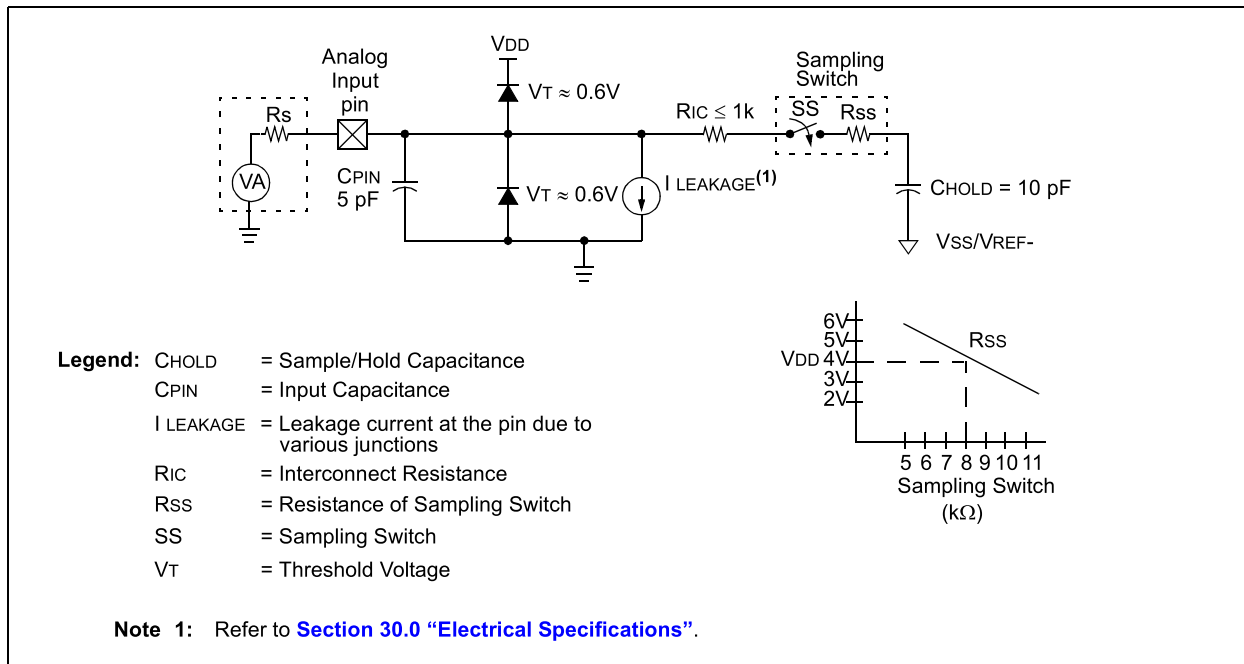 Analog
Input
pin
VDD
Sampling
Switch
VT ≈ 0.6V
RIC ≤ 1k
SS
RSS
Rs
VA
CPIN
5 pF
VT ≈ 0.6V
I LEAKAGE(1)
CHOLD = 10 pF
VSS/VREF-
6V
5V
VDD 4V
3V
2V
RSS
5 6 7 8 9 10 11
Sampling Switch
(kΩ)
Legend: CHOLD = Sample/Hold Capacitance
CPIN = Input Capacitance
I LEAKAGE = Leakage current at the pin due to
various junctions
RIC = Interconnect Resistance
RSS = Resistance of Sampling Switch
SS = Sampling Switch
VT = Threshold Voltage
Note 1: Refer to Section 30.0 “Electrical Specifications”.